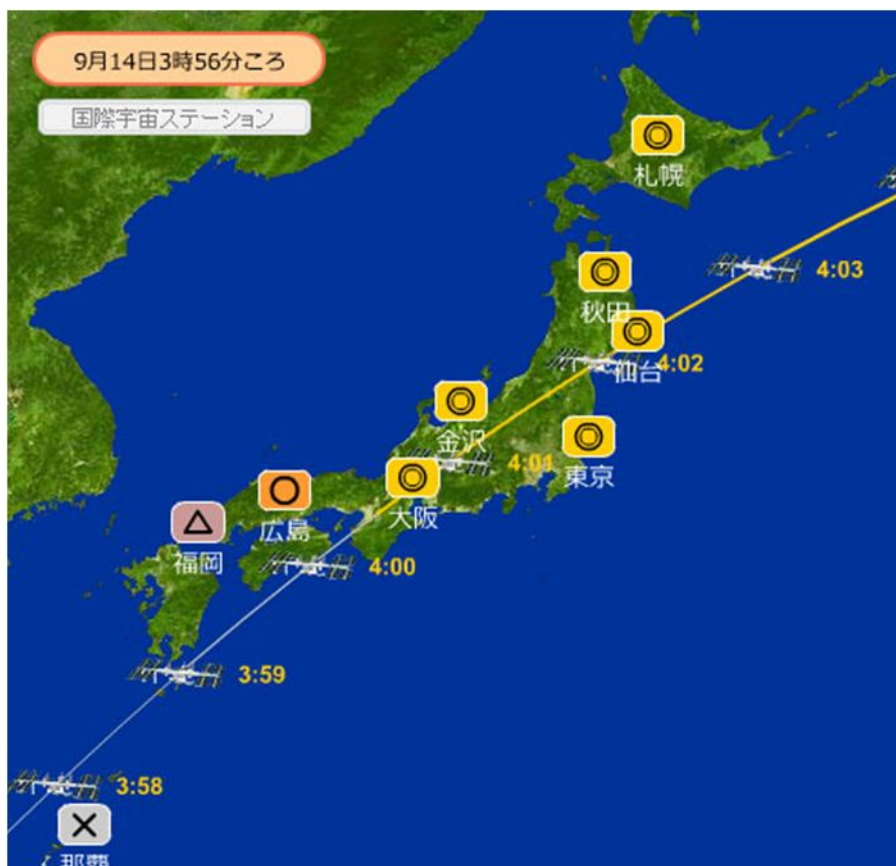 9月14日3時56分ころ
国際宇宙ステーション
札幌
4:03
秋田
仙台
4:02
金沢
4:01
東京
大阪
広島
福岡
4:00
3:59
3:58
那覇